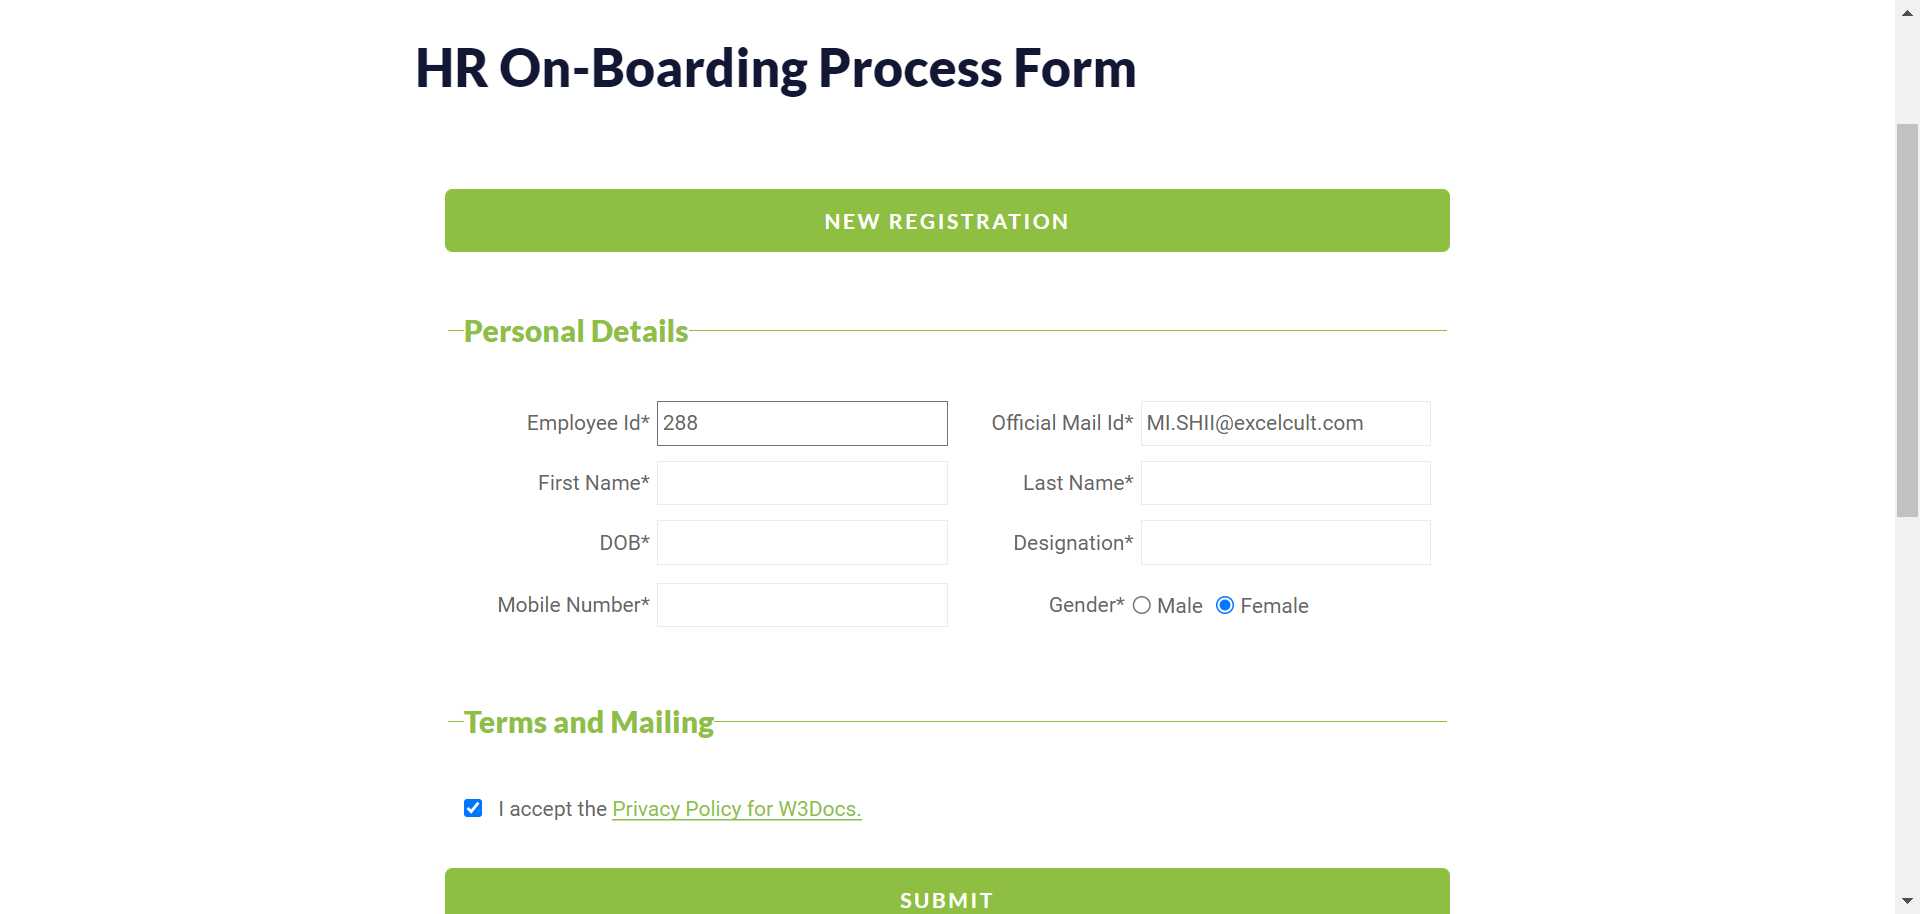 HR On-Boarding Process Form
NEW REGISTRATION
Personal Details
Employee Id* 288 Official Mail Id* MI.SHII@excelcult.com
First Name* Last Name*
DOB* Designation*
Mobile Number* Gender* Male Female
Terms and Mailing
I accept the Privacy Policy for W3Docs.
SUBMIT